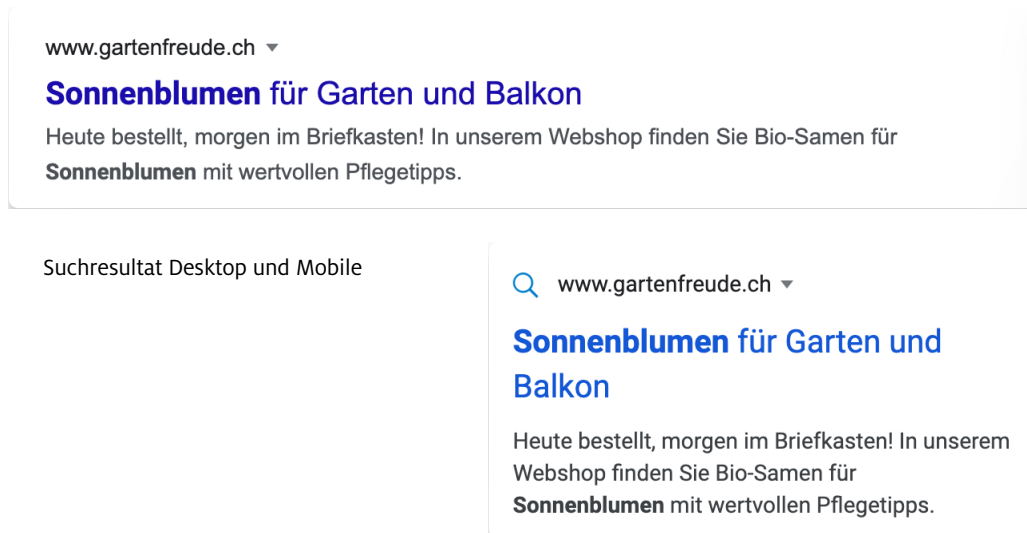 www.gartenfreude.ch
Sonnenblumen für Garten und Balkon
Heute bestellt, morgen im Briefkasten! In unserem Webshop finden Sie Bio-Samen für
Sonnenblumen mit wertvollen Pflegetipps.
Suchresultat Desktop und Mobile
www.gartenfreude.ch
Sonnenblumen für Garten und
Balkon
Heute bestellt, morgen im Briefkasten! In unserem
Webshop finden Sie Bio-Samen für
Sonnenblumen mit wertvollen Pflegetipps.